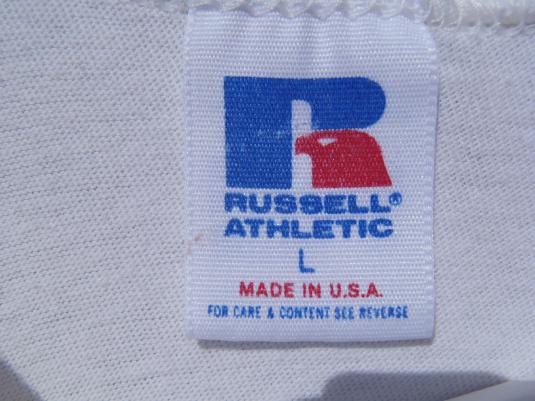 RUSSELL®
ATHLETIC
L
MADE IN U.S.A.
FOR CARE & CONTENT SEE REVERSE